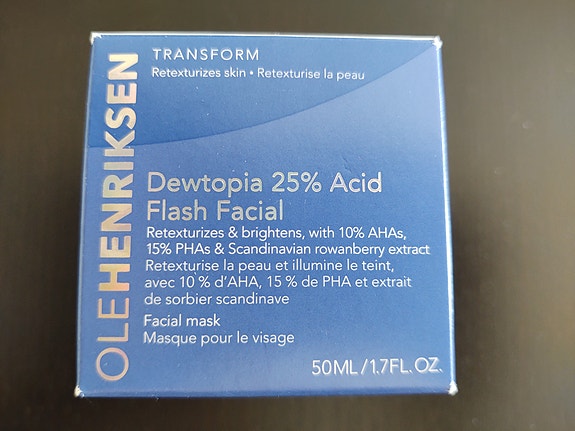 OLEHENRIKSEN
TRANSFORM
Retexturizes skin • Retexturise la peau
Dewtopia 25% Acid
Flash Facial
Retexturizes & brightens, with 10% AHAs,
15% PHAs & Scandinavian rowanberry extract
Retexturise la peau et illumine le teint,
avec 10 % d'AHA, 15 % de PHA et extrait
de sorbier scandinave
Facial mask
Masque pour le visage
50ML/1.7FL.OZ.